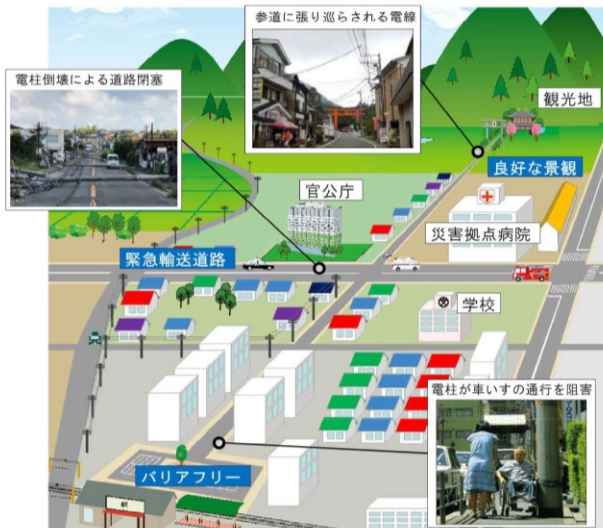 参道に張り巡らされる電線
電柱倒壊による道路閉塞
観光地
良好な景観
官公庁
災害拠点病院
緊急輸送道路
学校
電柱が車いすの通行を阻害
バリアフリー
駅